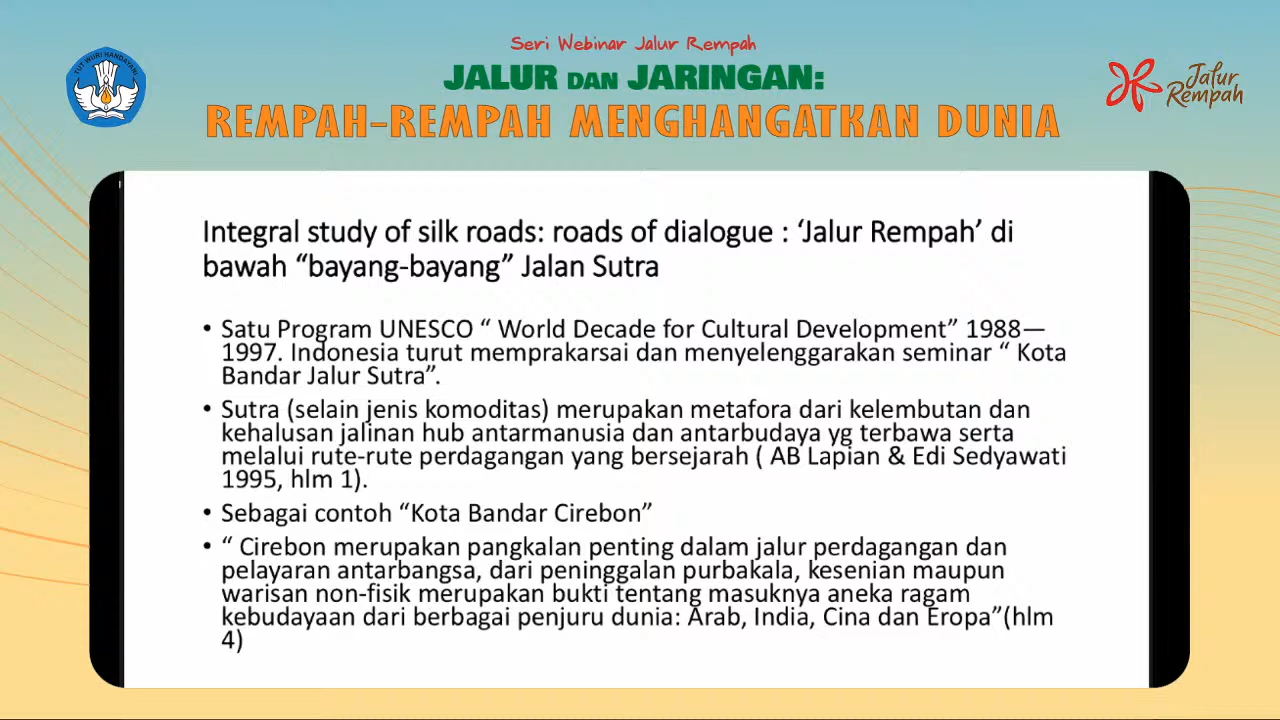 Seri Webinar Jalur Rempah
JALUR DAN JARINGAN:
REMPAH-REMPAH MENGHANGATKAN DUNIA
TUT WURI HANDAYANI
Jalur
Rempah
Integral study of silk roads: roads of dialogue : ‘Jalur Rempah’ di
bawah “bayang-bayang” Jalan Sutra
• Satu Program UNESCO “ World Decade for Cultural Development” 1988—
1997. Indonesia turut memprakarsai dan menyelenggarakan seminar “ Kota
Bandar Jalur Sutra”.
• Sutra (selain jenis komoditas) merupakan metafora dari kelembutan dan
kehalusan jalinan hub antarmanusia dan antarbudaya yg terbawa serta
melalui rute-rute perdagangan yang bersejarah ( AB Lapian & Edi Sedyawati
1995, hlm 1).
• Sebagai contoh “Kota Bandar Cirebon”
• “ Cirebon merupakan pangkalan penting dalam jalur perdagangan dan
pelayaran antarbangsa, dari peninggalan purbakala, kesenian maupun
warisan non-fisik merupakan bukti tentang masuknya aneka ragam
kebudayaan dari berbagai penjuru dunia: Arab, India, Cina dan Eropa”(hlm
4)